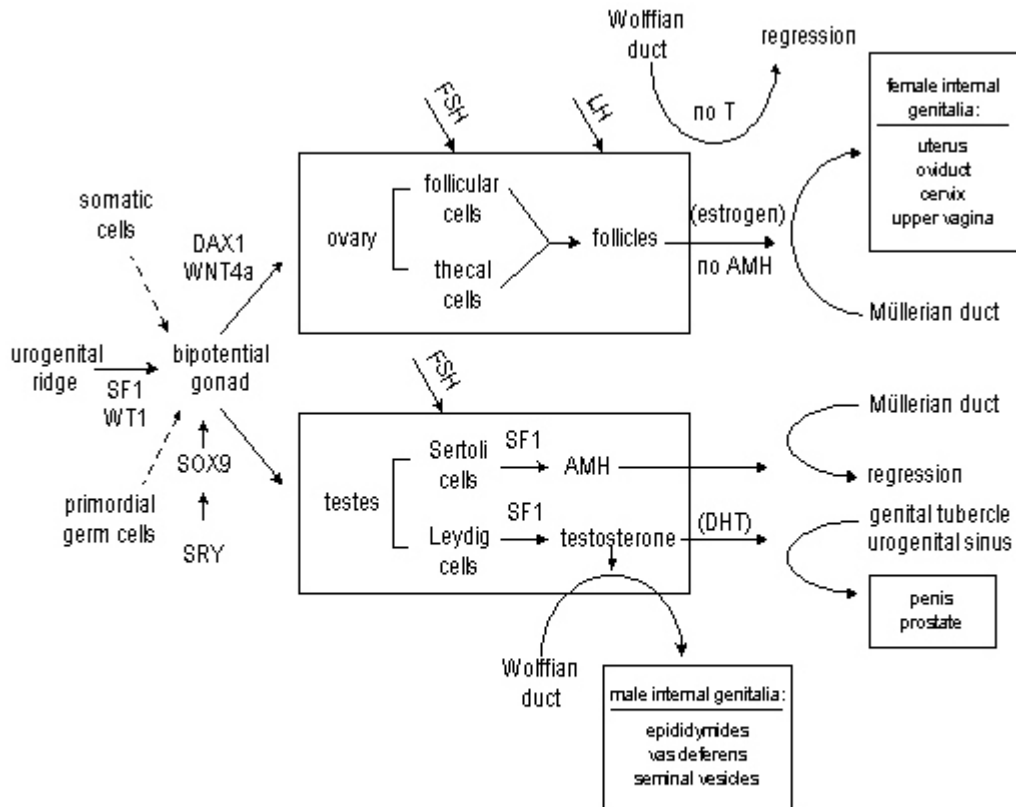 Wolffian
duct
regression
no T
female internal
genitalia:
uterus
oviduct
cervix
upper vagina
FSH
LH
somatic
cells
DAX1
WNT4a
ovary
follicular
cells
thecal
cells
follicles
(estrogen)
no AMH
Müllerian duct
urogenital
ridge
SF1
WT1
bipotential
gonad
SOX9
SRY
primordial
germ cells
FSH
testes
Sertoli
cells
SF1
AMH
Leydig
cells
SF1
testosterone
(DHT)
Müllerian duct
regression
genital tubercle
urogenital sinus
penis
prostate
Wolffian
duct
male internal genitalia:
epididymides
vas deferens
seminal vesicles